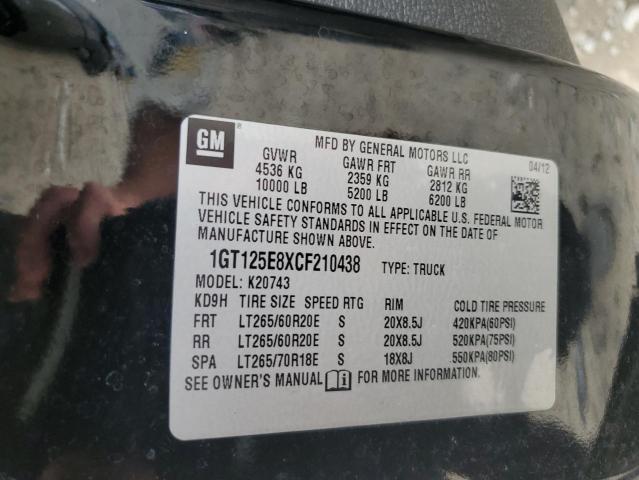 GM ®
MFD BY GENERAL MOTORS LLC
04/12
GVWR GAWR FRT GAWR RR
4536 KG 2359 KG 2812 KG
10000 LB 5200 LB 6200 LB
THIS VEHICLE CONFORMS TO ALL APPLICABLE U.S. FEDERAL MOTOR
VEHICLE SAFETY STANDARDS IN EFFECT ON THE DATE OF
MANUFACTURE SHOWN ABOVE.
1GT125E8XCF210438 TYPE: TRUCK
MODEL: K20743
KD9H TIRE SIZE SPEED RTG RIM COLD TIRE PRESSURE
FRT LT265/60R20E S 20X8.5J 420KPA(60PSI)
RR LT265/60R20E S 20X8.5J 520KPA(75PSI)
SPA LT265/70R18E S 18X8J 550KPA(80PSI)
SEE OWNER'S MANUAL FOR MORE INFORMATION.